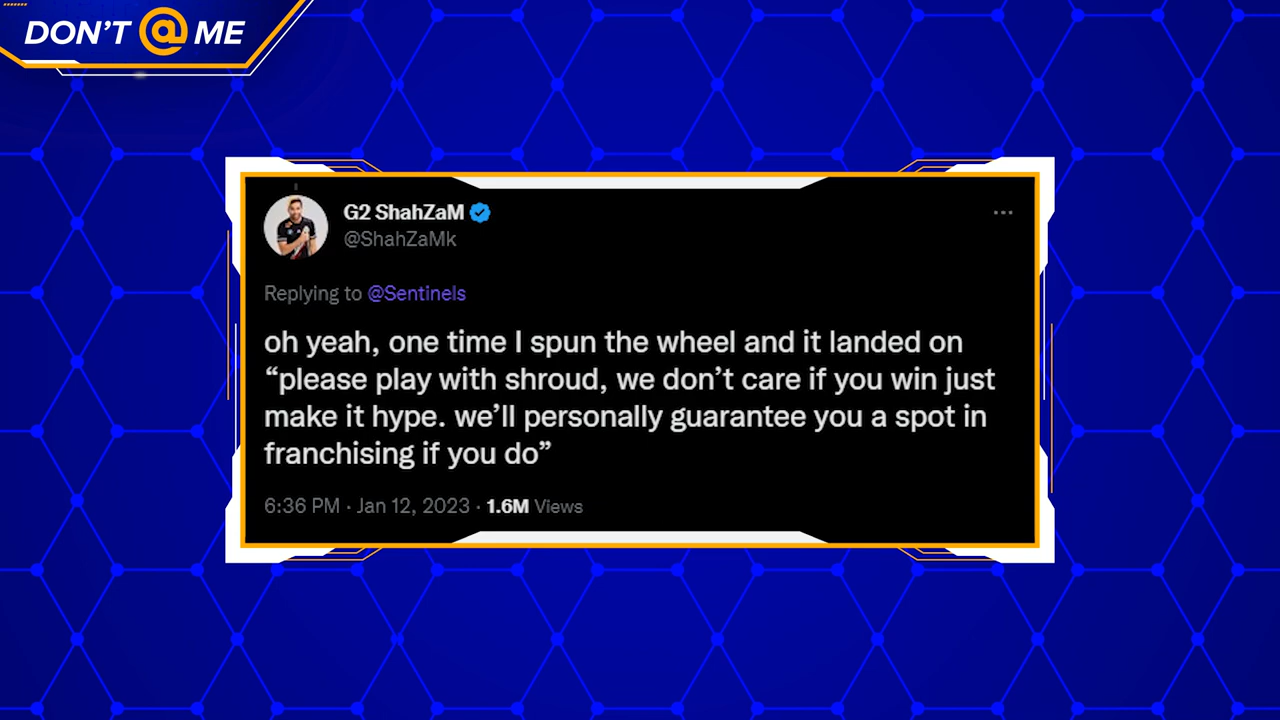 DON'T @ ME
G2 ShahZaM
@ShahZaMk
Replying to @Sentinels
oh yeah, one time I spun the wheel and it landed on
“please play with shroud, we don’t care if you win just
make it hype. we’ll personally guarantee you a spot in
franchising if you do”
6:36 PM · Jan 12, 2023 · 1.6M Views